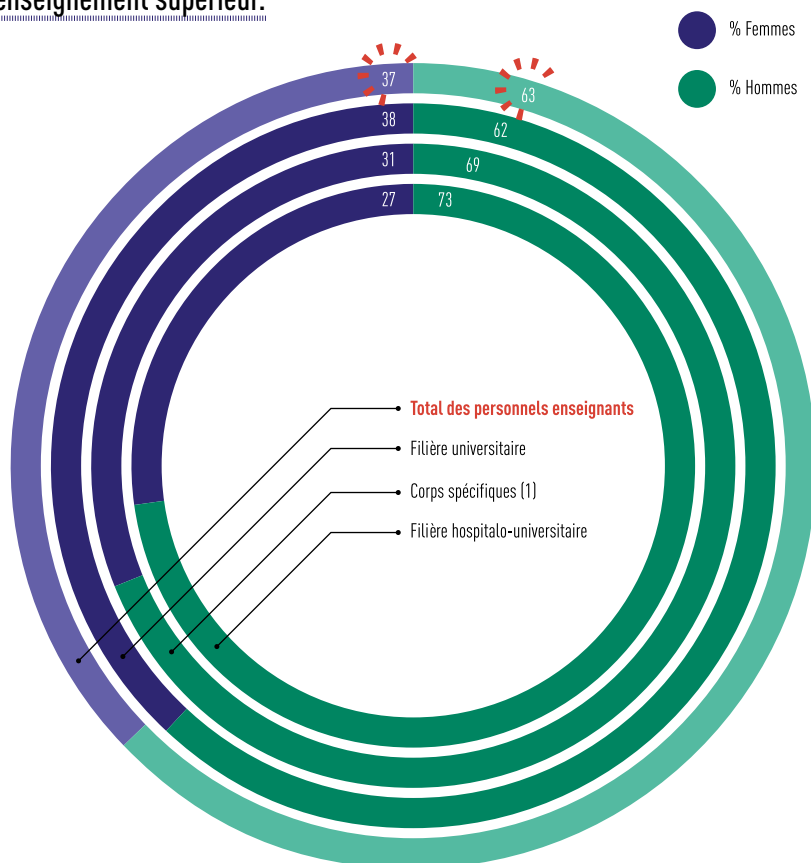 enseignement supérieur.
% Femmes
% Hommes
37 63
38 62
31 69
27 73
Total des personnels enseignants
Filière universitaire
Corps spécifiques (1)
Filière hospitalo-universitaire